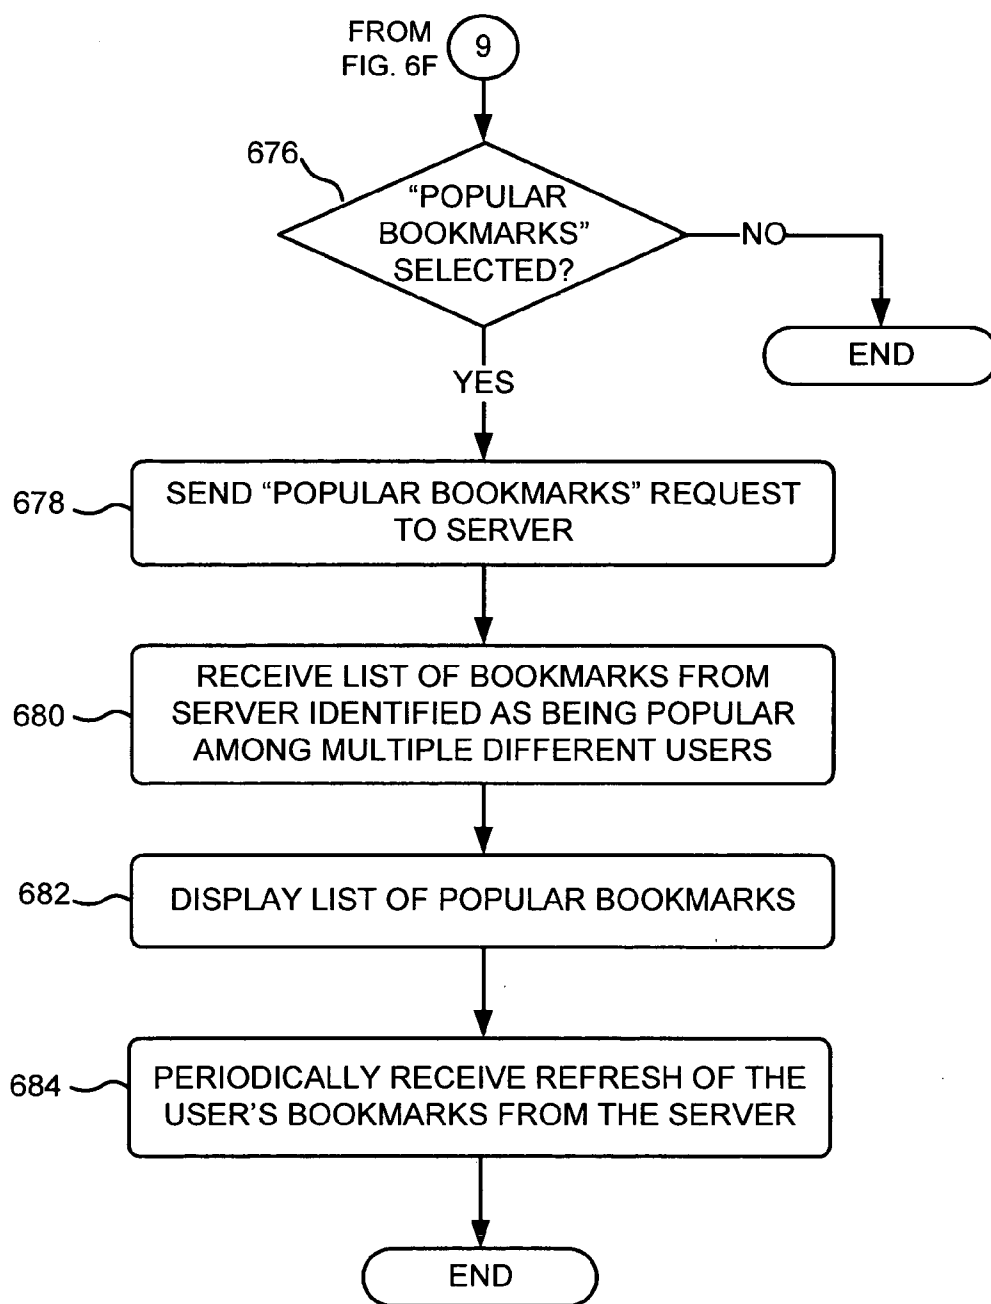 FROM
FIG. 6F
9
676
“POPULAR
BOOKMARKS”
SELECTED?
NO
END
YES
678
SEND “POPULAR BOOKMARKS” REQUEST
TO SERVER
680
RECEIVE LIST OF BOOKMARKS FROM
SERVER IDENTIFIED AS BEING POPULAR
AMONG MULTIPLE DIFFERENT USERS
682
DISPLAY LIST OF POPULAR BOOKMARKS
684
PERIODICALLY RECEIVE REFRESH OF THE
USER’S BOOKMARKS FROM THE SERVER
END